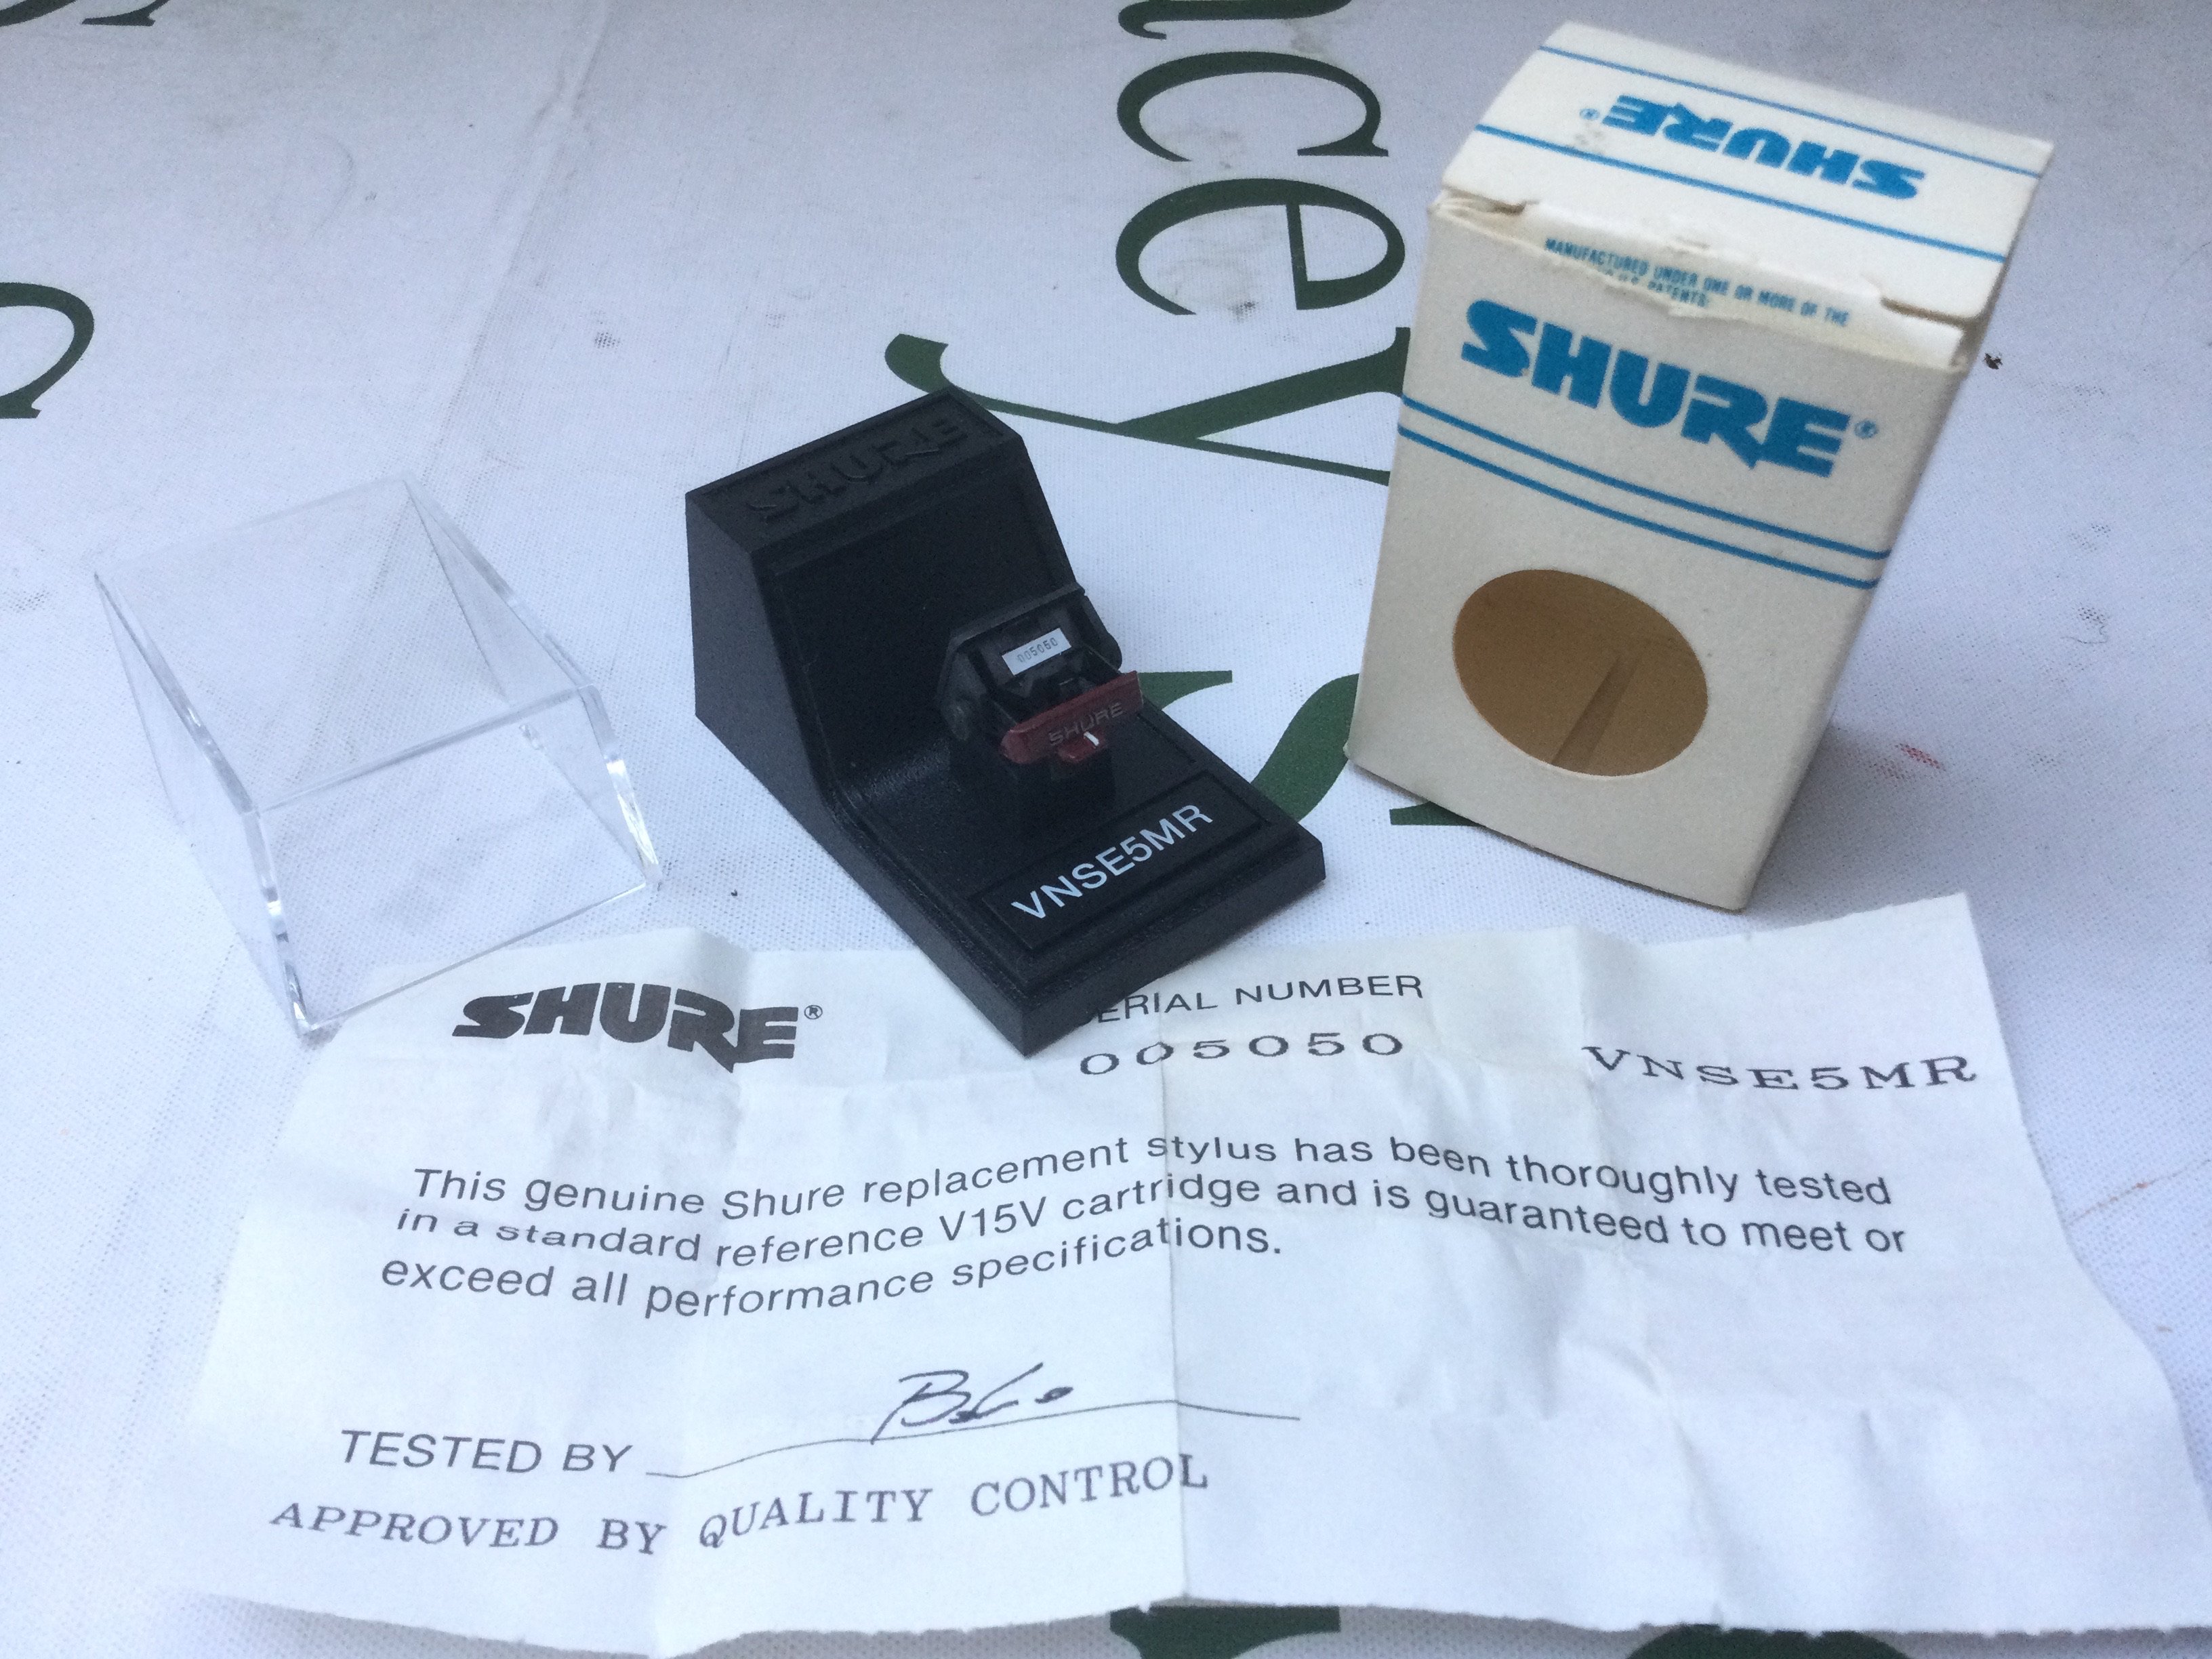 nce
y
s
SHURE®
MANUFACTURED UNDER ONE OR MORE OF THE
PATENTS:
SHURE®
SHURE
005050
SHURE
VNSE5MR
SHURE®
ERIAL NUMBER
005050
VNSE5MR
This genuine Shure replacement stylus has been thoroughly tested
in a standard reference V15V cartridge and is guaranteed to meet or
exceed all performance specifications.
TESTED BY
APPROVED BY QUALITY CONTROL